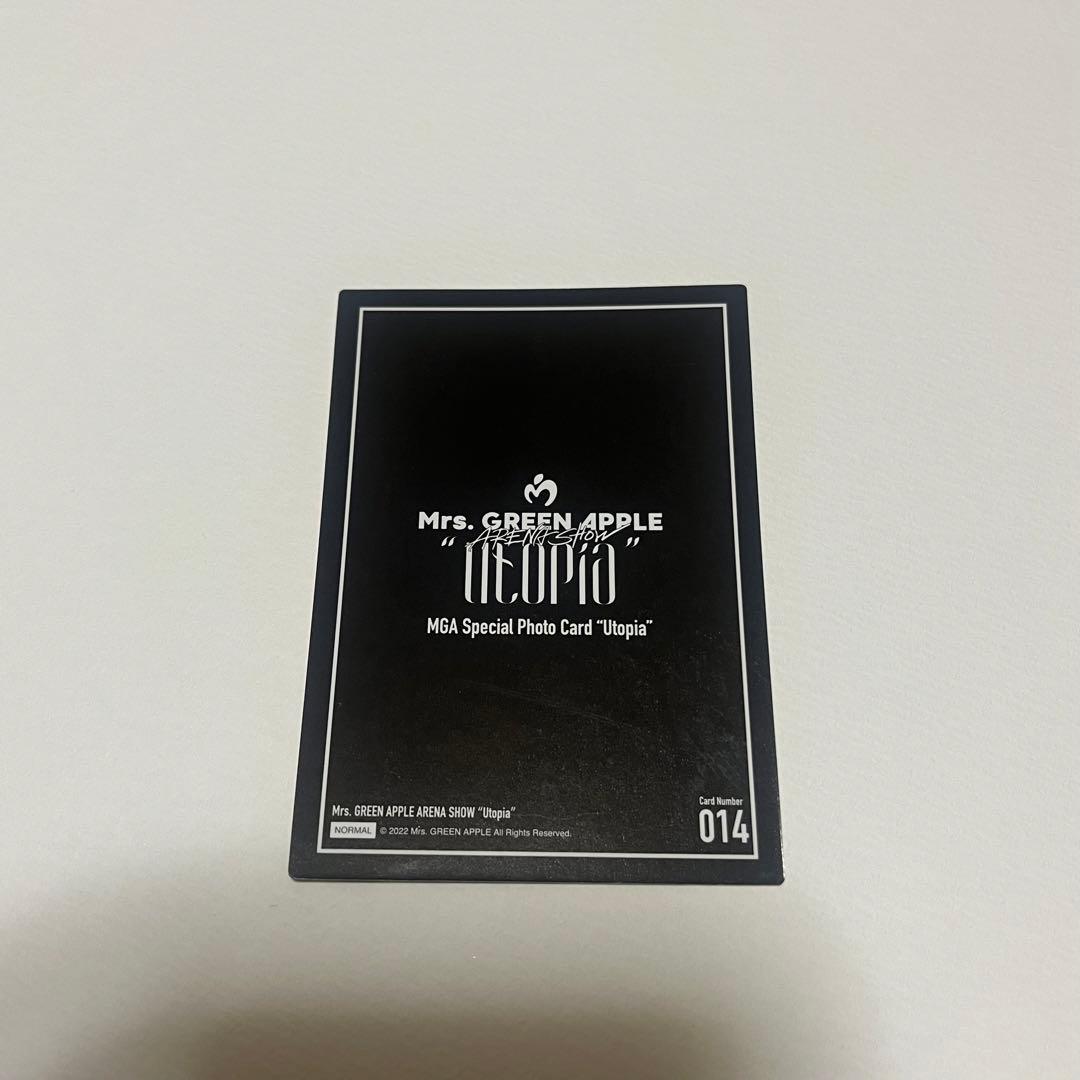 Mrs. GREEN APPLE
ARENA SHOW
“Utopia”
MGA Special Photo Card “Utopia”
Mrs. GREEN APPLE ARENA SHOW “Utopia”
NORMAL © 2022 Mrs. GREEN APPLE All Rights Reserved.
Card Number
014